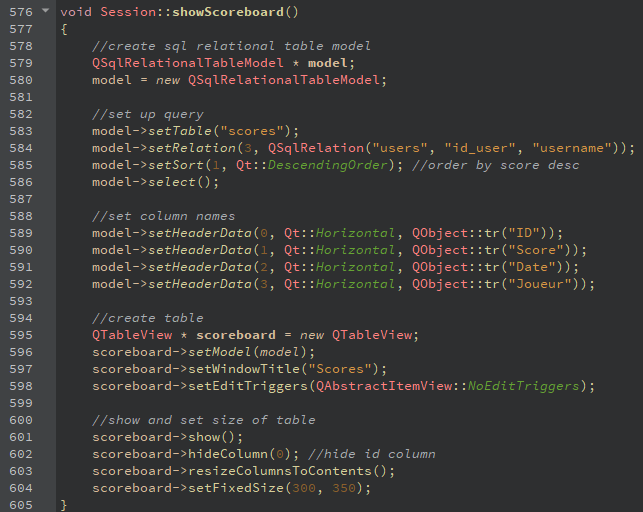 576 void Session::showScoreboard()
577 {
578 //create sql relational table model
579 QSqlRelationalTableModel * model;
580 model = new QSqlRelationalTableModel;
581
582 //set up query
583 model->setTable("scores");
584 model->setRelation(3, QSqlRelation("users", "id_user", "username"));
585 model->setSort(1, Qt::DescendingOrder); //order by score desc
586 model->select();
587
588 //set column names
589 model->setHeaderData(0, Qt::Horizontal, QObject::tr("ID"));
590 model->setHeaderData(1, Qt::Horizontal, QObject::tr("Score"));
591 model->setHeaderData(2, Qt::Horizontal, QObject::tr("Date"));
592 model->setHeaderData(3, Qt::Horizontal, QObject::tr("Joueur"));
593
594 //create table
595 QTableView * scoreboard = new QTableView;
596 scoreboard->setModel(model);
597 scoreboard->setWindowTitle("Scores");
598 scoreboard->setEditTriggers(QAbstractItemView::NoEditTriggers);
599
600 //show and set size of table
601 scoreboard->show();
602 scoreboard->hideColumn(0); //hide id column
603 scoreboard->resizeColumnsToContents();
604 scoreboard->setFixedSize(300, 350);
605 }